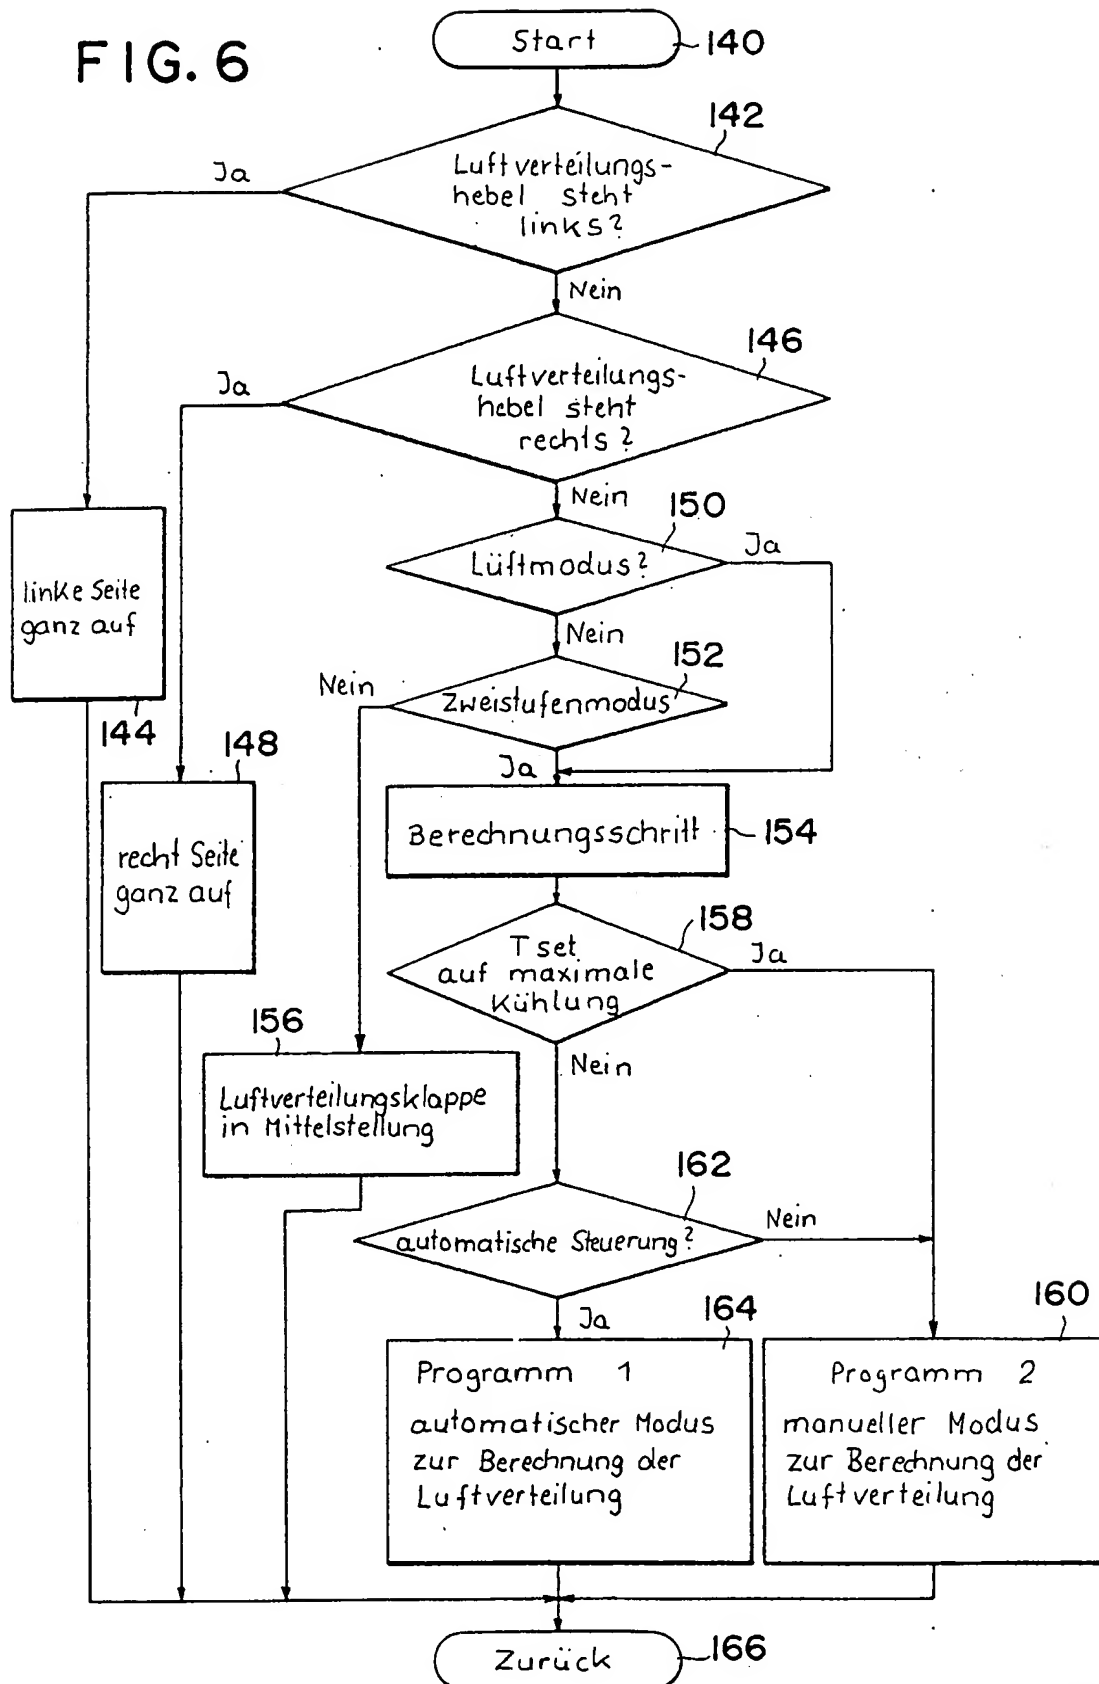 FIG. 6
Start
140
142
Luftverteilungs-
hebel steht
links?
Ja
Nein
146
Luftverteilungs-
hebel steht
rechts?
Ja
Nein
150
Lüftmodus?
Ja
Nein
linke Seite
ganz auf
144
152
Zweistufenmodus
Nein
Ja
148
recht Seite
ganz auf
Berechnungsschritt
154
158
T set
auf maximale
Kühlung
Ja
Nein
156
Luftverteilungsklappe
in Mittelstellung
162
automatische Steuerung?
Nein
Ja
164
Programm 1
automatischer Modus
zur Berechnung der
Luftverteilung
160
Programm 2
manueller Modus
zur Berechnung der
Luftverteilung
Zurück
166